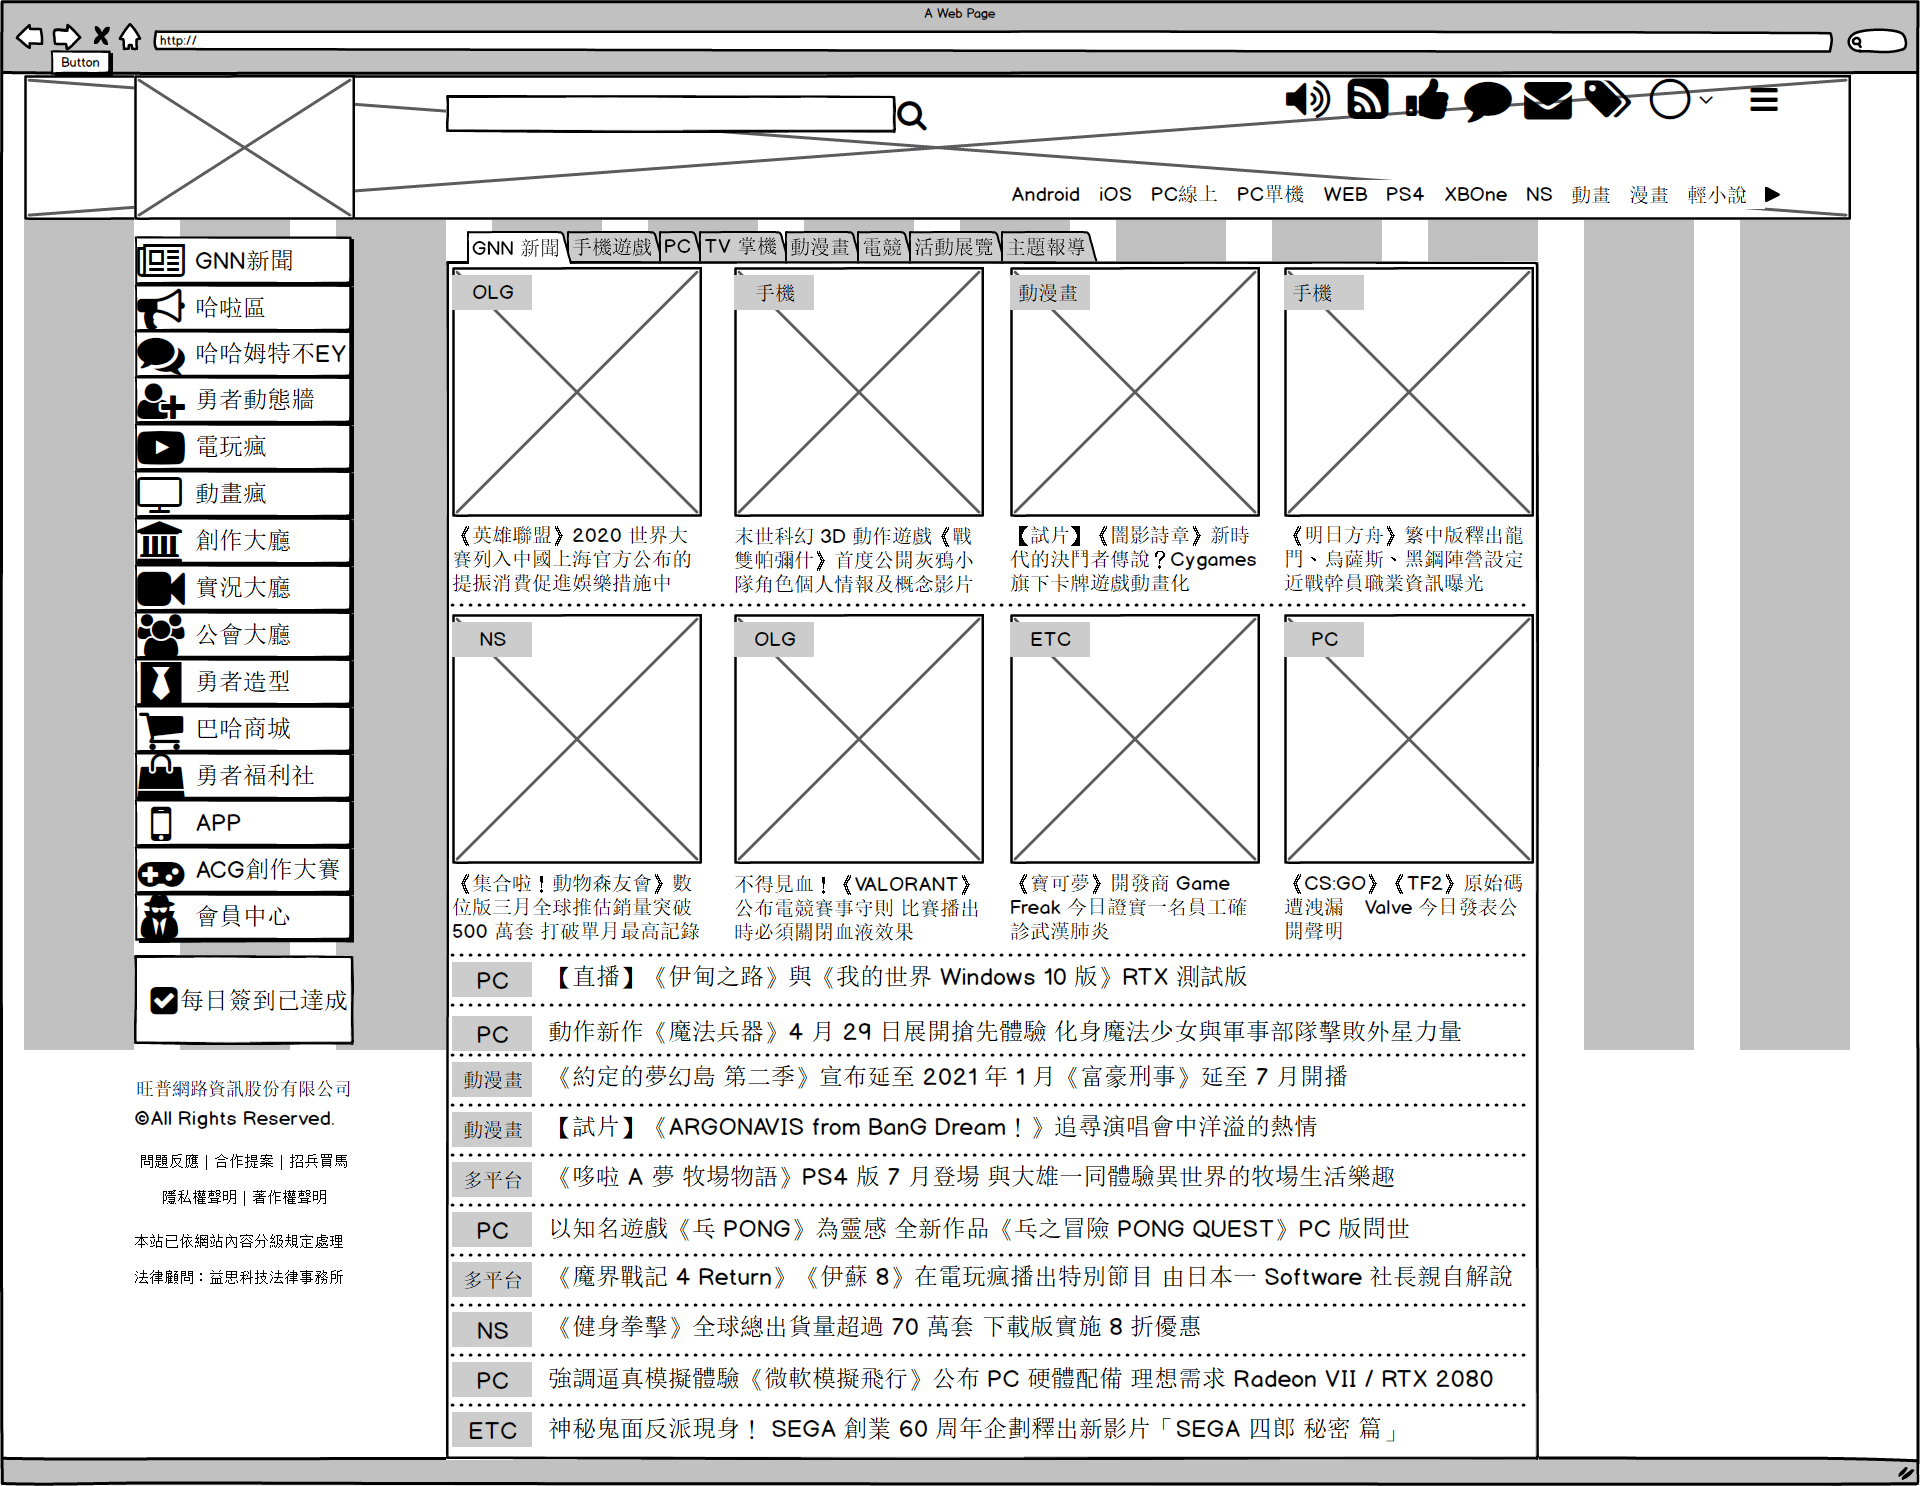 A Web Page
http://
Button
Android iOS PC線上 PC單機 WEB PS4 XBOne NS 動畫 漫畫 輕小說
GNN新聞
哈啦區
哈哈姆特不EY
勇者動態牆
電玩瘋
動畫瘋
創作大廳
實況大廳
公會大廳
勇者造型
巴哈商城
勇者福利社
APP
ACG創作大賽
會員中心
每日簽到已達成
旺普網路資訊股份有限公司
©All Rights Reserved.
問題反應 | 合作提案 | 招兵買馬
隱私權聲明 | 著作權聲明
本站已依網站內容分級規定處理
法律顧問：益思科技法律事務所
GNN 新聞 手機遊戲 PC TV 掌機 動漫畫 電競 活動展覽 主題報導
OLG
《英雄聯盟》2020 世界大
賽列入中國上海官方公布的
提振消費促進娛樂措施中
手機
末世科幻 3D 動作遊戲《戰
雙帕彌什》首度公開灰鴉小
隊角色個人情報及概念影片
動漫畫
【試片】《闇影詩章》新時
代的決鬥者傳說？Cygames
旗下卡牌遊戲動畫化
手機
《明日方舟》繁中版釋出龍
門、烏薩斯、黑鋼陣營設定
近戰幹員職業資訊曝光
NS
《集合啦！動物森友會》數
位版三月全球推估銷量突破
500 萬套 打破單月最高記錄
OLG
不得見血！《VALORANT》
公布電競賽事守則 比賽播出
時必須關閉血液效果
ETC
《寶可夢》開發商 Game
Freak 今日證實一名員工確
診武漢肺炎
PC
《CS:GO》《TF2》原始碼
遭洩漏　Valve 今日發表公
開聲明
PC 【直播】《伊甸之路》與《我的世界 Windows 10 版》RTX 測試版
PC 動作新作《魔法兵器》4 月 29 日展開搶先體驗 化身魔法少女與軍事部隊擊敗外星力量
動漫畫 《約定的夢幻島 第二季》宣布延至 2021 年 1 月《富豪刑事》延至 7 月開播
動漫畫 【試片】《ARGONAVIS from BanG Dream！》追尋演唱會中洋溢的熱情
多平台 《哆啦 A 夢 牧場物語》PS4 版 7 月登場 與大雄一同體驗異世界的牧場生活樂趣
PC 以知名遊戲《乓 PONG》為靈感 全新作品《乓之冒險 PONG QUEST》PC 版問世
多平台 《魔界戰記 4 Return》《伊蘇 8》在電玩瘋播出特別節目 由日本一 Software 社長親自解說
NS 《健身拳擊》全球總出貨量超過 70 萬套 下載版實施 8 折優惠
PC 強調逼真模擬體驗《微軟模擬飛行》公布 PC 硬體配備 理想需求 Radeon VII / RTX 2080
ETC 神秘鬼面反派現身！ SEGA 創業 60 周年企劃釋出新影片「SEGA 四郎 秘密 篇」